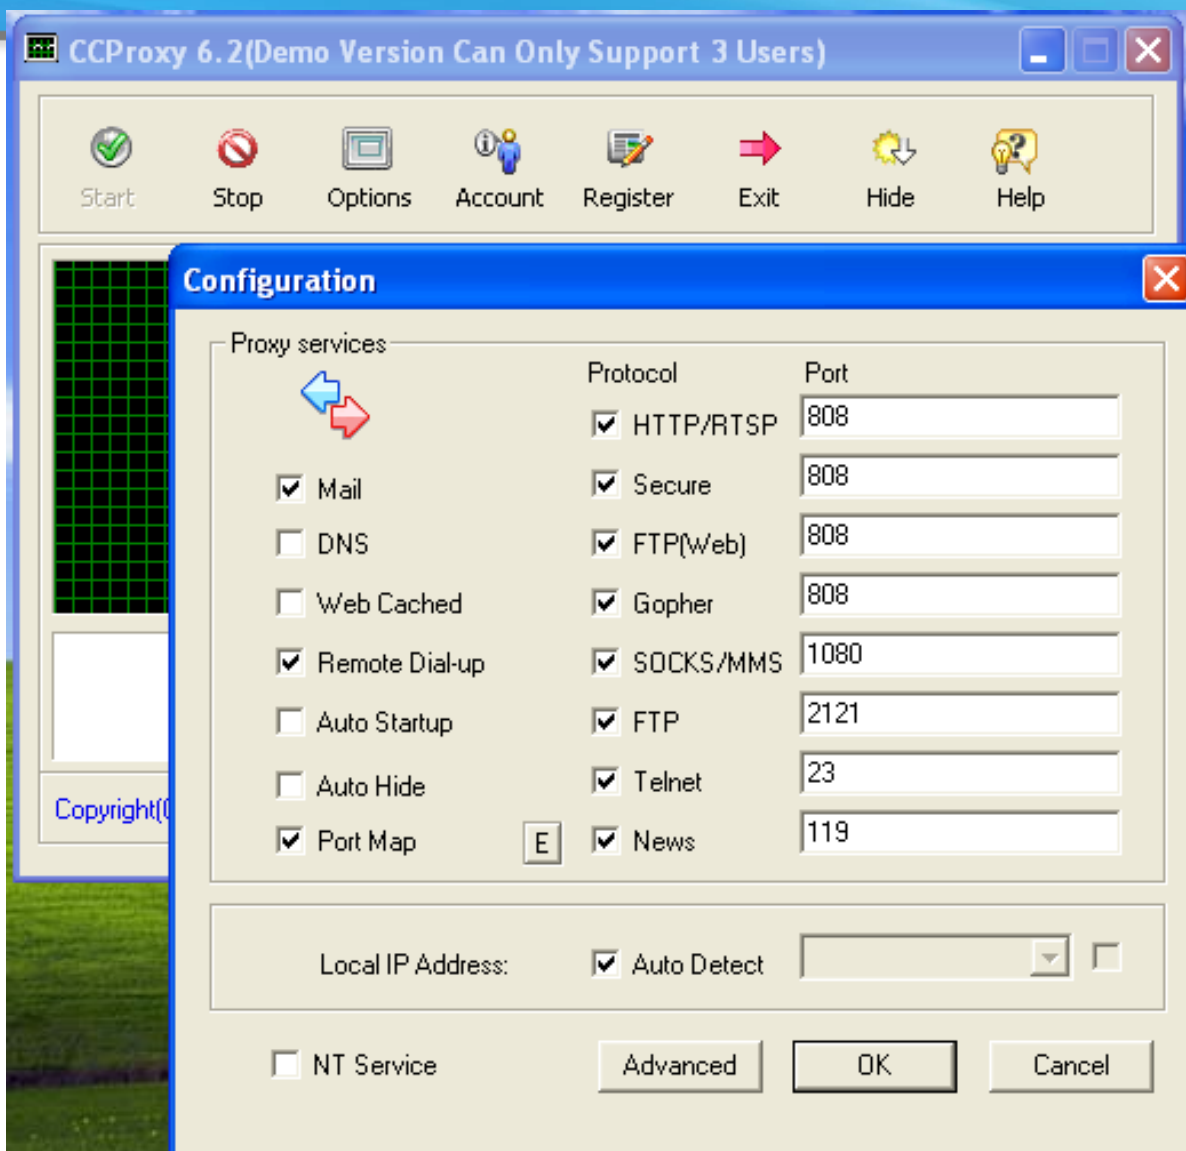 CCProxy 6.2(Demo Version Can Only Support 3 Users)
Start Stop Options Account Register Exit Hide Help
Configuration
Proxy services
Protocol Port
HTTP/RTSP 808
Mail Secure 808
DNS FTP(Web) 808
Web Cached Gopher 808
Remote Dial-up SOCKS/MMS 1080
Auto Startup FTP 2121
Auto Hide Telnet 23
Port Map E News 119
Copyright(
Local IP Address: Auto Detect
NT Service Advanced OK Cancel